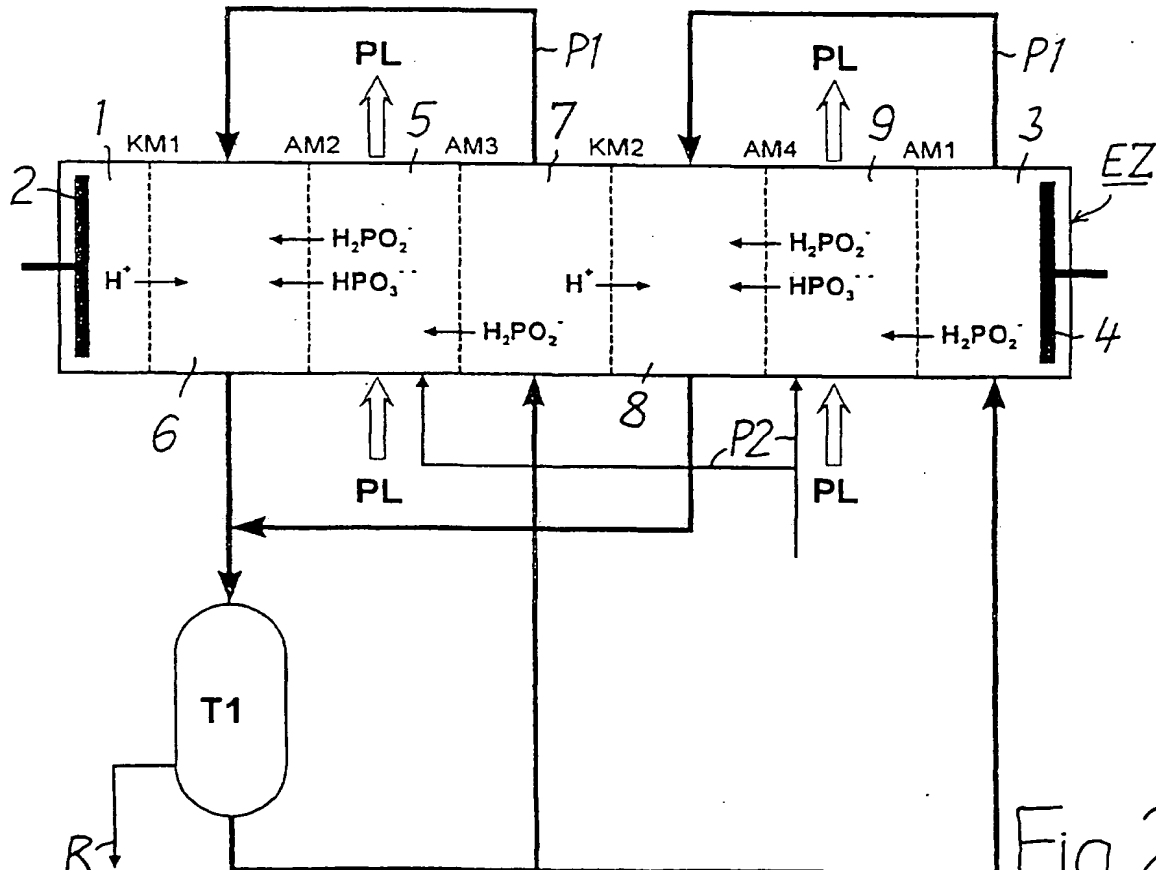 P1
P1
PL
PL
1
5
7
9
3
KM1
AM2
AM3
KM2
AM4
AM1
EZ
2
H₂PO₂⁻
H₂PO₂⁻
H⁺
HPO₃⁻⁻
H⁺
HPO₃⁻⁻
H₂PO₂⁻
H₂PO₂⁻
4
6
8
P2
PL
PL
T1
R
Fig. 2